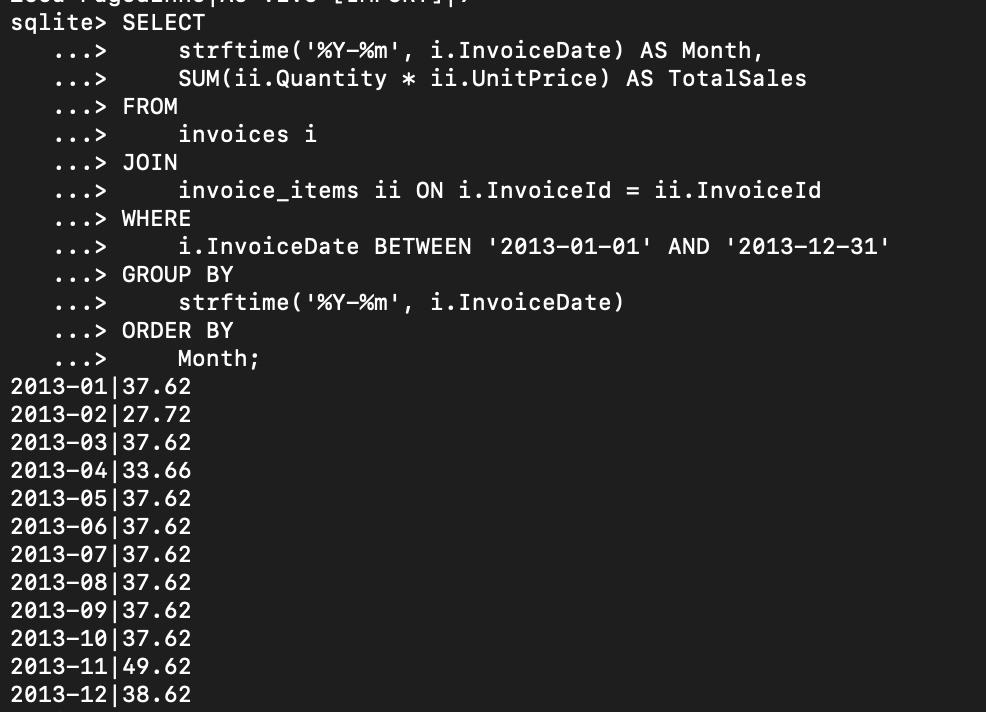 sqlite> SELECT
   ...>     strftime('%Y-%m', i.InvoiceDate) AS Month,
   ...>     SUM(ii.Quantity * ii.UnitPrice) AS TotalSales
   ...> FROM
   ...>     invoices i
   ...> JOIN
   ...>     invoice_items ii ON i.InvoiceId = ii.InvoiceId
   ...> WHERE
   ...>     i.InvoiceDate BETWEEN '2013-01-01' AND '2013-12-31'
   ...> GROUP BY
   ...>     strftime('%Y-%m', i.InvoiceDate)
   ...> ORDER BY
   ...>     Month;
2013-01|37.62
2013-02|27.72
2013-03|37.62
2013-04|33.66
2013-05|37.62
2013-06|37.62
2013-07|37.62
2013-08|37.62
2013-09|37.62
2013-10|37.62
2013-11|49.62
2013-12|38.62